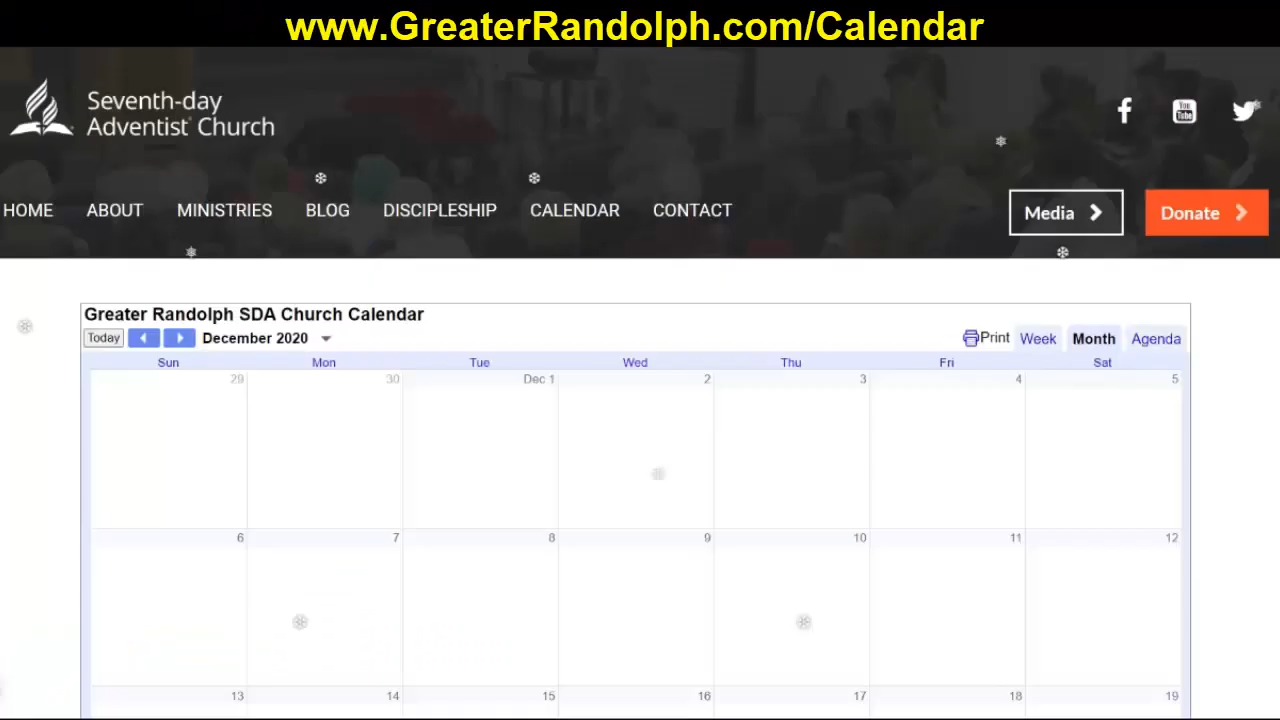 www.GreaterRandolph.com/Calendar
Seventh-day
Adventist® Church
You
Tube
HOME ABOUT MINISTRIES BLOG DISCIPLESHIP CALENDAR CONTACT
Media
Donate
Greater Randolph SDA Church Calendar
Today December 2020 Print Week Month Agenda
Sun Mon Tue Wed Thu Fri Sat
29 30 Dec 1 2 3 4 5
6 7 8 9 10 11 12
13 14 15 16 17 18 19